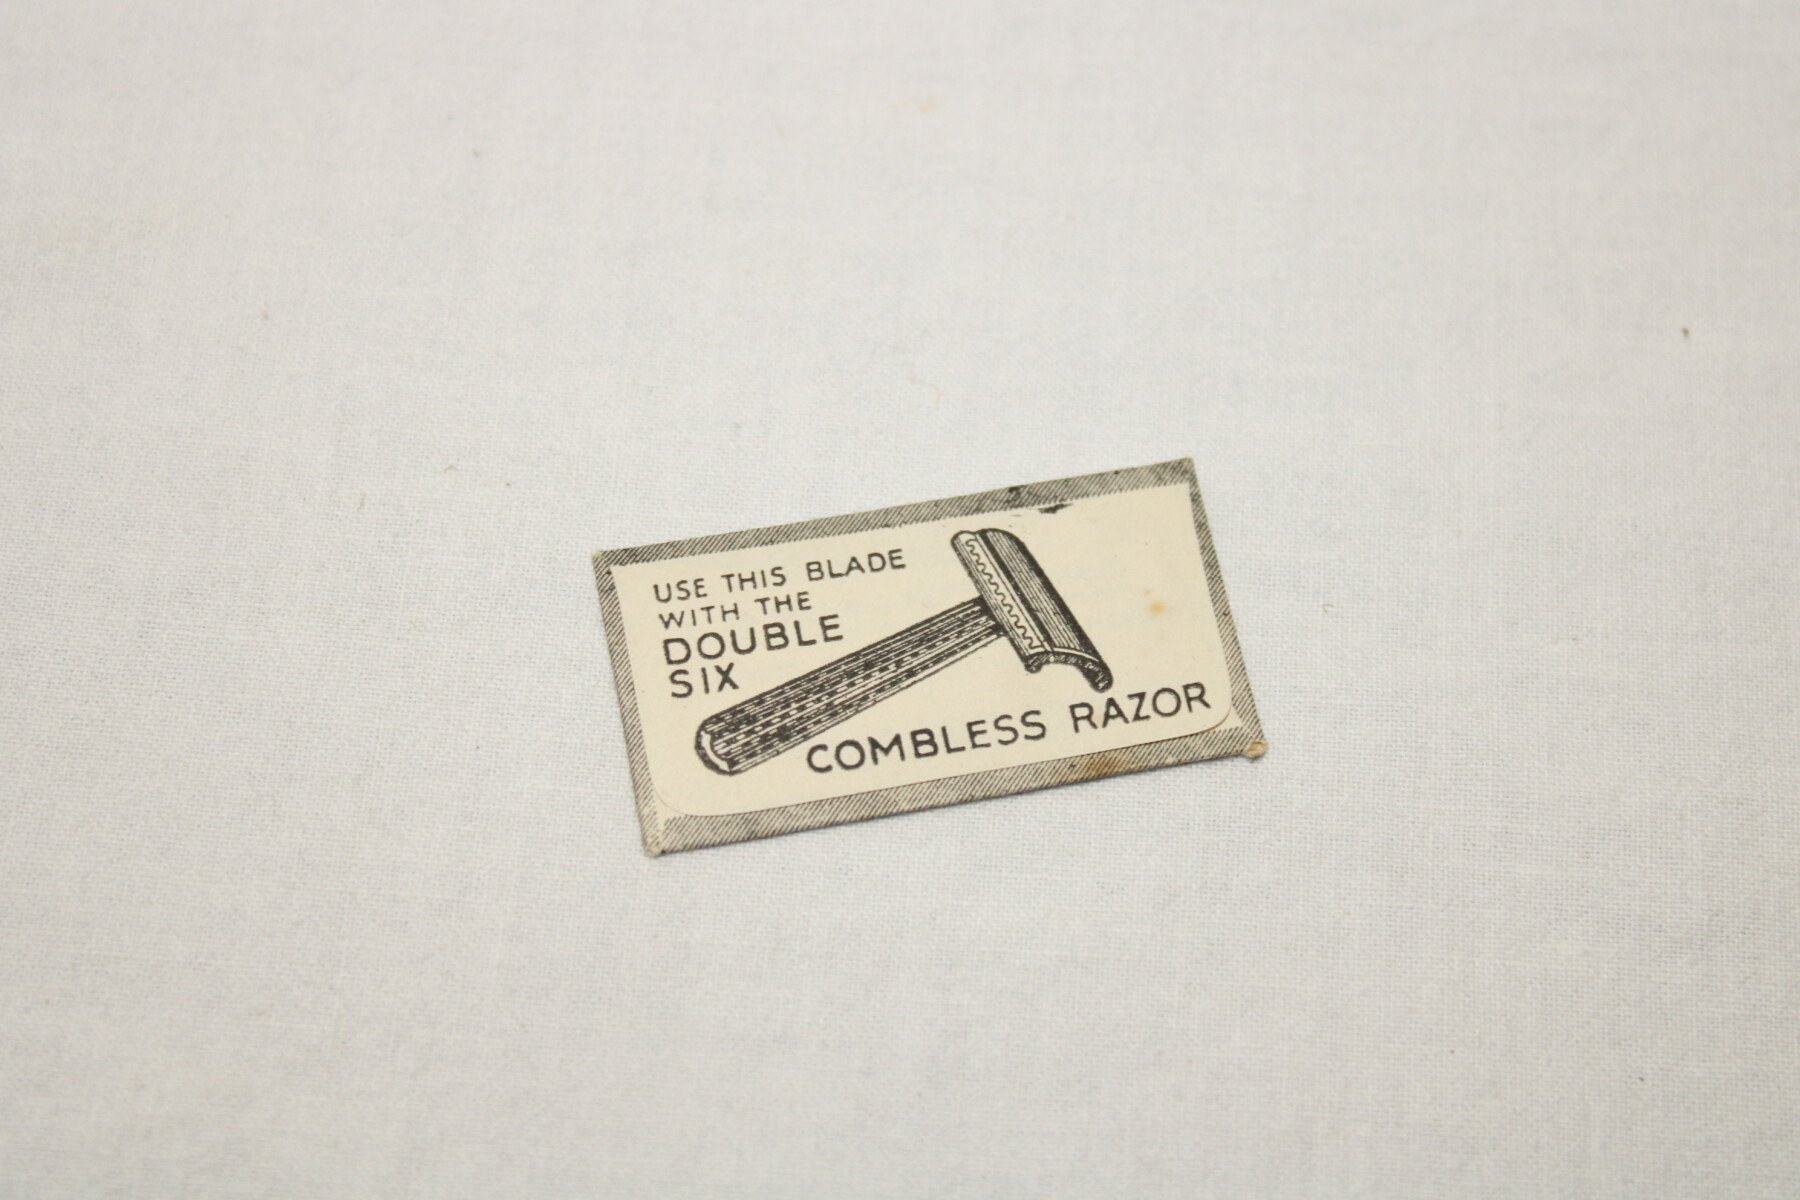 USE THIS BLADE
WITH THE
DOUBLE
SIX
COMBLESS RAZOR